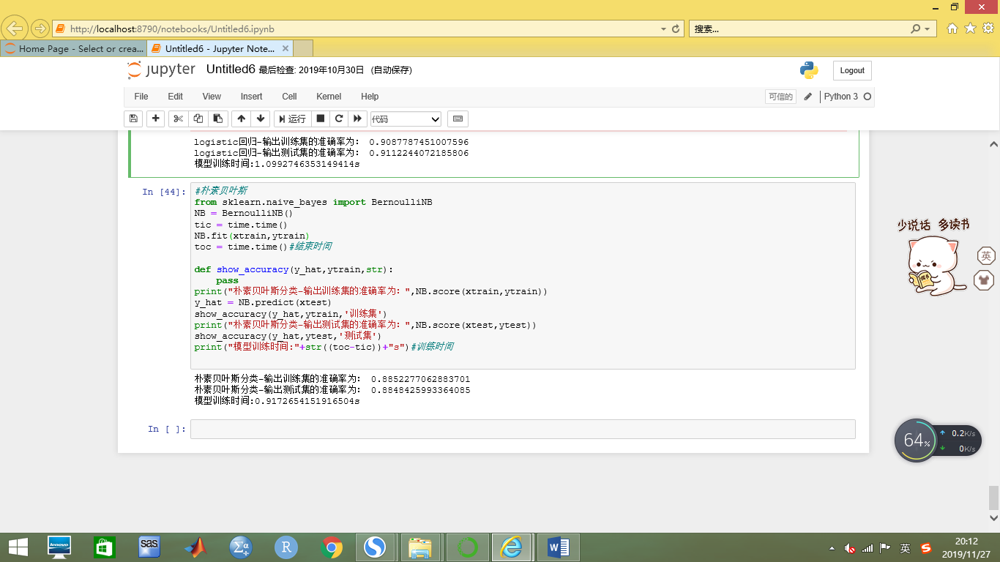 http://localhost:8790/notebooks/Untitled6.ipynb
搜索...
Home Page - Select or crea...
Untitled6 - Jupyter Note...
jupyter Untitled6 最后检查: 2019年10月30日 (自动保存)
Logout
File Edit View Insert Cell Kernel Help
可信的
Python 3
运行
代码
logistic回归-输出训练集的准确率为: 0.9087787451007596
logistic回归-输出测试集的准确率为: 0.9112244072185806
模型训练时间:1.0992746353149414s
In [44]:
#朴素贝叶斯
from sklearn.naive_bayes import BernoulliNB
NB = BernoulliNB()
tic = time.time()
NB.fit(xtrain,ytrain)
toc = time.time()#结束时间
def show_accuracy(y_hat,ytrain,str):
    pass
print("朴素贝叶斯分类-输出训练集的准确率为: ",NB.score(xtrain,ytrain))
y_hat = NB.predict(xtest)
show_accuracy(y_hat,ytrain,'训练集')
print("朴素贝叶斯分类-输出测试集的准确率为: ",NB.score(xtest,ytest))
show_accuracy(y_hat,ytest,'测试集')
print("模型训练时间:"+str((toc-tic))+"s")#训练时间
朴素贝叶斯分类-输出训练集的准确率为: 0.8852277062883701
朴素贝叶斯分类-输出测试集的准确率为: 0.8848425993364085
模型训练时间:0.9172654151916504s
In [ ]:
少说话 多读书
英
64%
0.2K/s
0K/s
lenovo
sas
Σα
R
S
W
英
S
20:12
2019/11/27